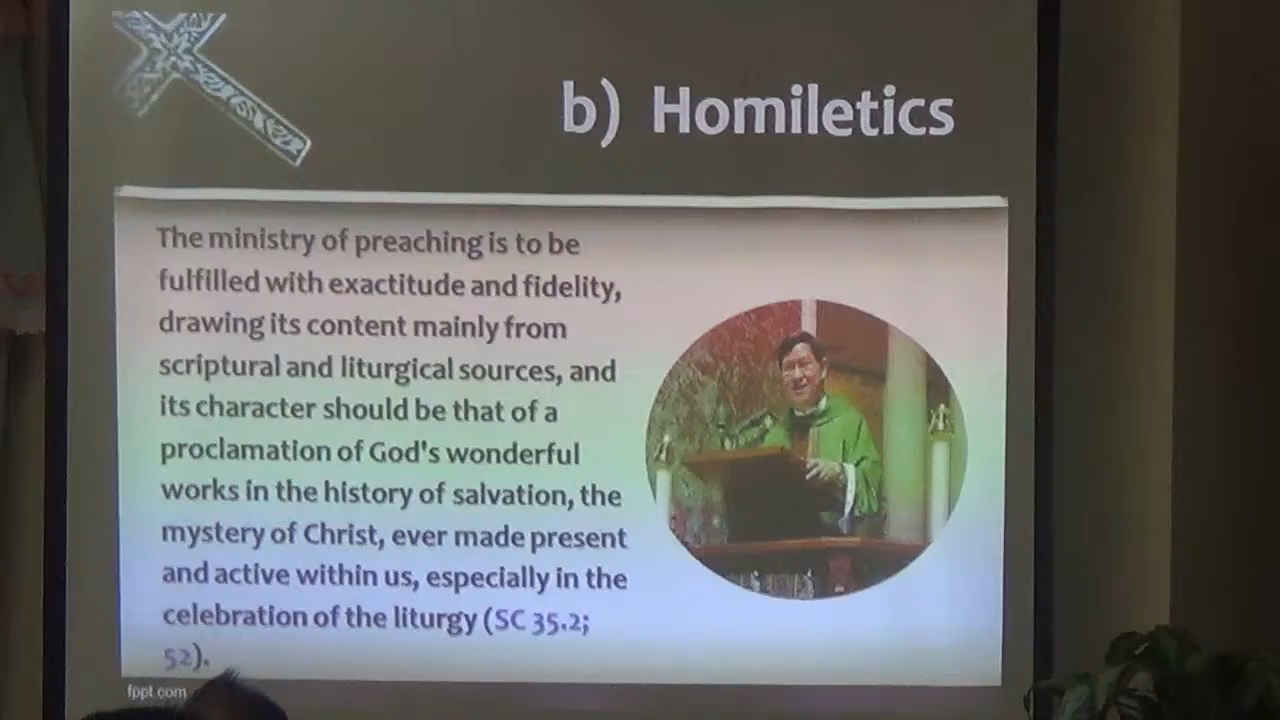 b) Homiletics
The ministry of preaching is to be
fulfilled with exactitude and fidelity,
drawing its content mainly from
scriptural and liturgical sources, and
its character should be that of a
proclamation of God's wonderful
works in the history of salvation, the
mystery of Christ, ever made present
and active within us, especially in the
celebration of the liturgy (SC 35.2;
52).
fppt.com